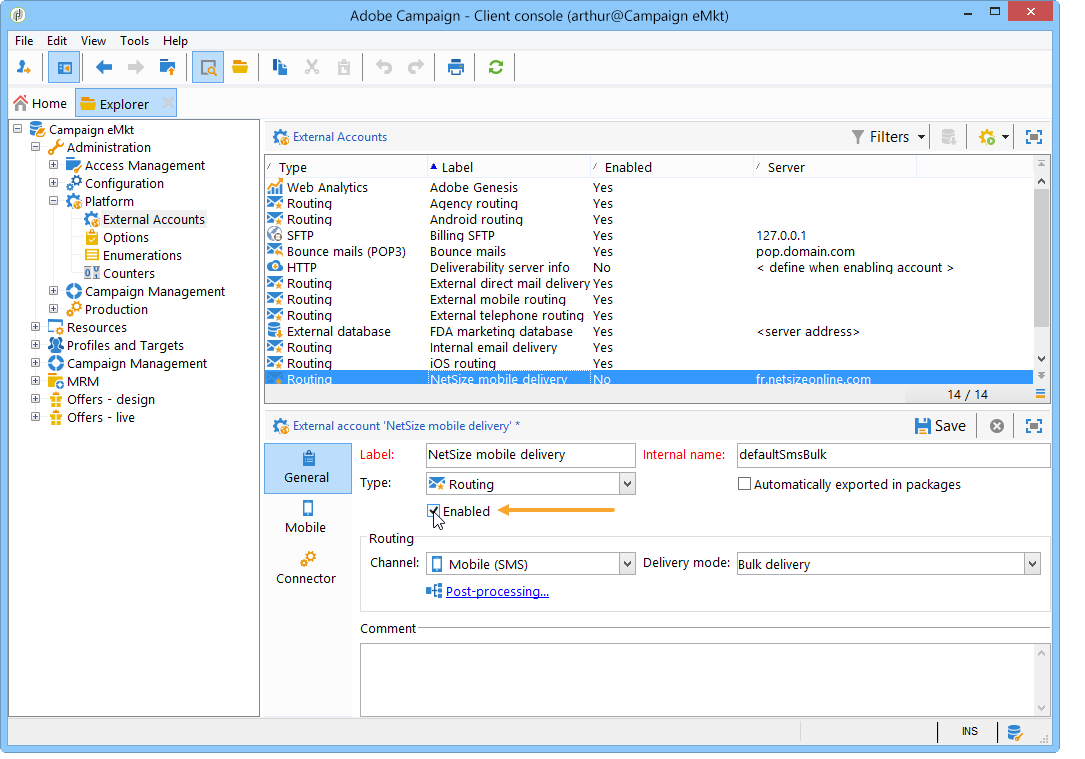 Adobe Campaign - Client console (arthur@Campaign eMkt)
File Edit View Tools Help
Home Explorer
Campaign eMkt
Administration
Access Management
Configuration
Platform
External Accounts
Options
Enumerations
Counters
Campaign Management
Production
Resources
Profiles and Targets
Campaign Management
MRM
Offers - design
Offers - live
External Accounts Filters
Type Label Enabled Server
Web Analytics Adobe Genesis Yes
Routing Agency routing Yes
Routing Android routing Yes
SFTP Billing SFTP Yes 127.0.0.1
Bounce mails (POP3) Bounce mails Yes pop.domain.com
HTTP Deliverability server info No < define when enabling account >
Routing External direct mail delivery Yes
Routing External mobile routing Yes
Routing External telephone routing Yes
External database FDA marketing database Yes <server address>
Routing Internal email delivery Yes
Routing iOS routing Yes
Routing NetSize mobile delivery No fr.netsizeonline.com
14 / 14
External account 'NetSize mobile delivery' * Save
General
Mobile
Connector
Label: NetSize mobile delivery Internal name: defaultSmsBulk
Type: Routing Automatically exported in packages
Enabled
Routing
Channel: Mobile (SMS) Delivery mode: Bulk delivery
Post-processing...
Comment
INS